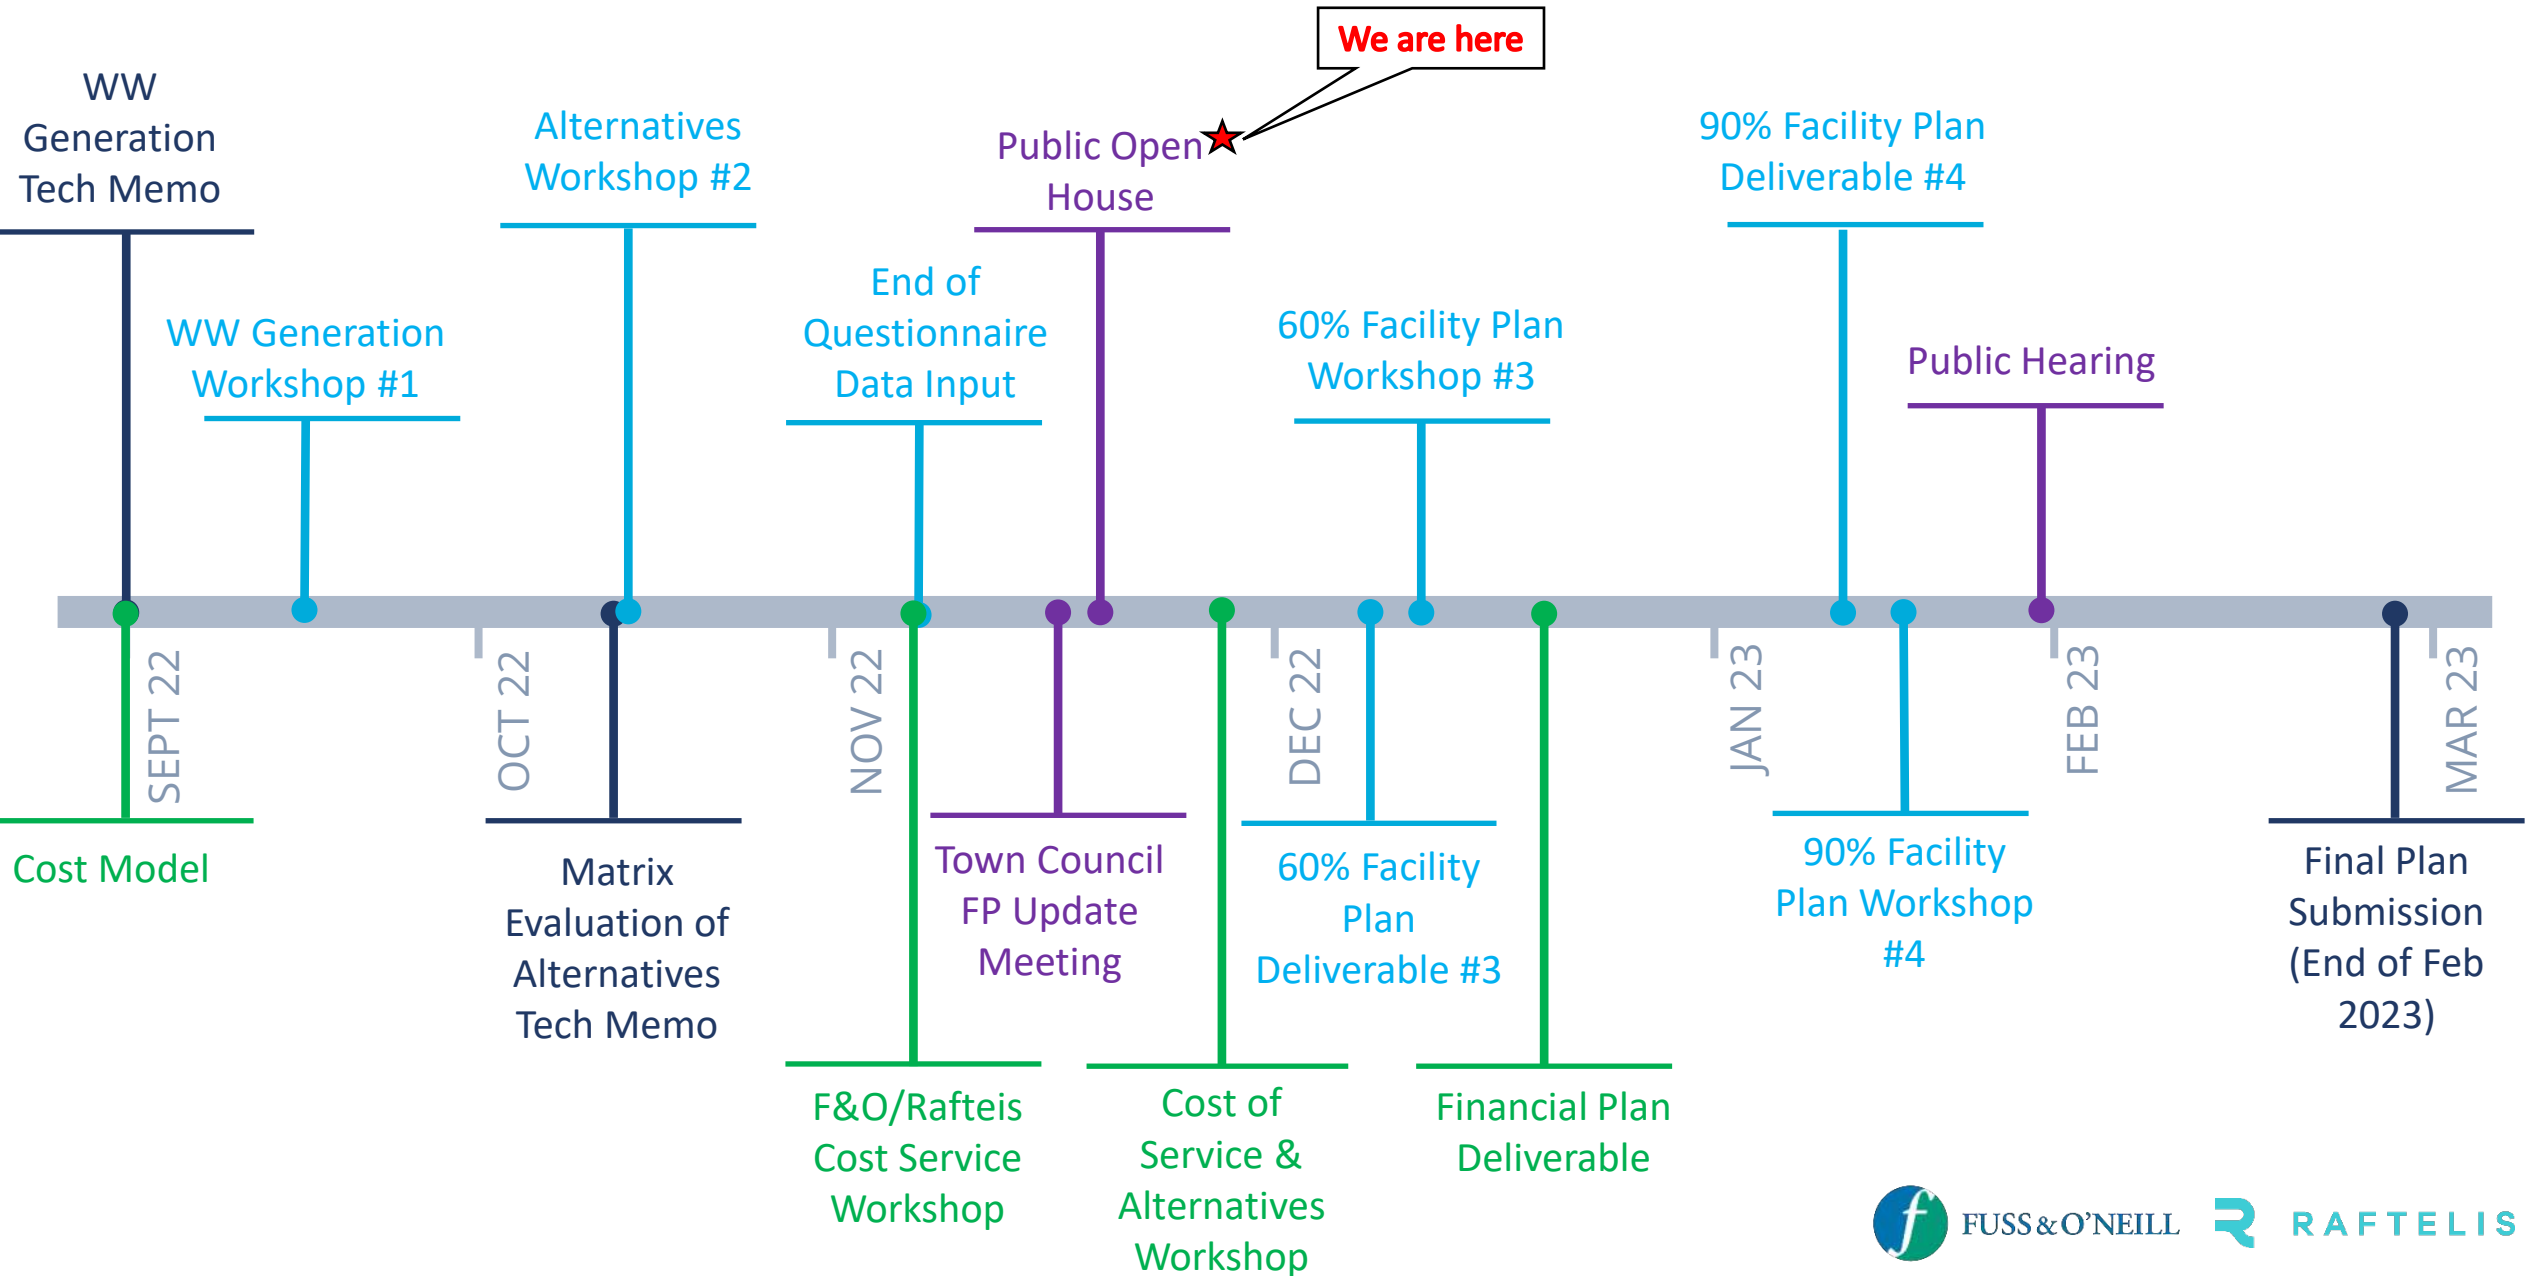 We are here
WW
Generation
Tech Memo
Alternatives
Workshop #2
Public Open
House
90% Facility Plan
Deliverable #4
WW Generation
Workshop #1
End of
Questionnaire
Data Input
60% Facility Plan
Workshop #3
Public Hearing
SEPT 22
OCT 22
NOV 22
DEC 22
JAN 23
FEB 23
MAR 23
Cost Model
Matrix
Evaluation of
Alternatives
Tech Memo
Town Council
FP Update
Meeting
60% Facility
Plan
Deliverable #3
90% Facility
Plan Workshop
#4
Final Plan
Submission
(End of Feb
2023)
F&O/Rafteis
Cost Service
Workshop
Cost of
Service &
Alternatives
Workshop
Financial Plan
Deliverable
f FUSS&O'NEILL
RAFTELIS